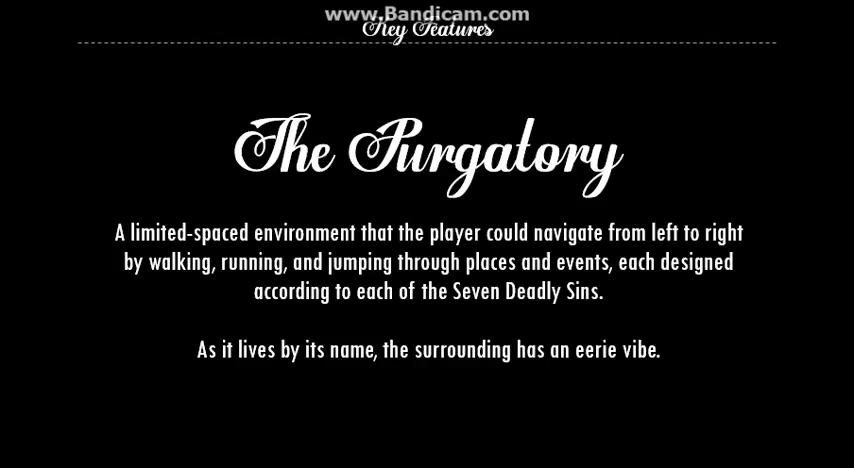 www.Bandicam.com
Key Features
The Purgatory
A limited-spaced environment that the player could navigate from left to right
by walking, running, and jumping through places and events, each designed
according to each of the Seven Deadly Sins.
As it lives by its name, the surrounding has an eerie vibe.